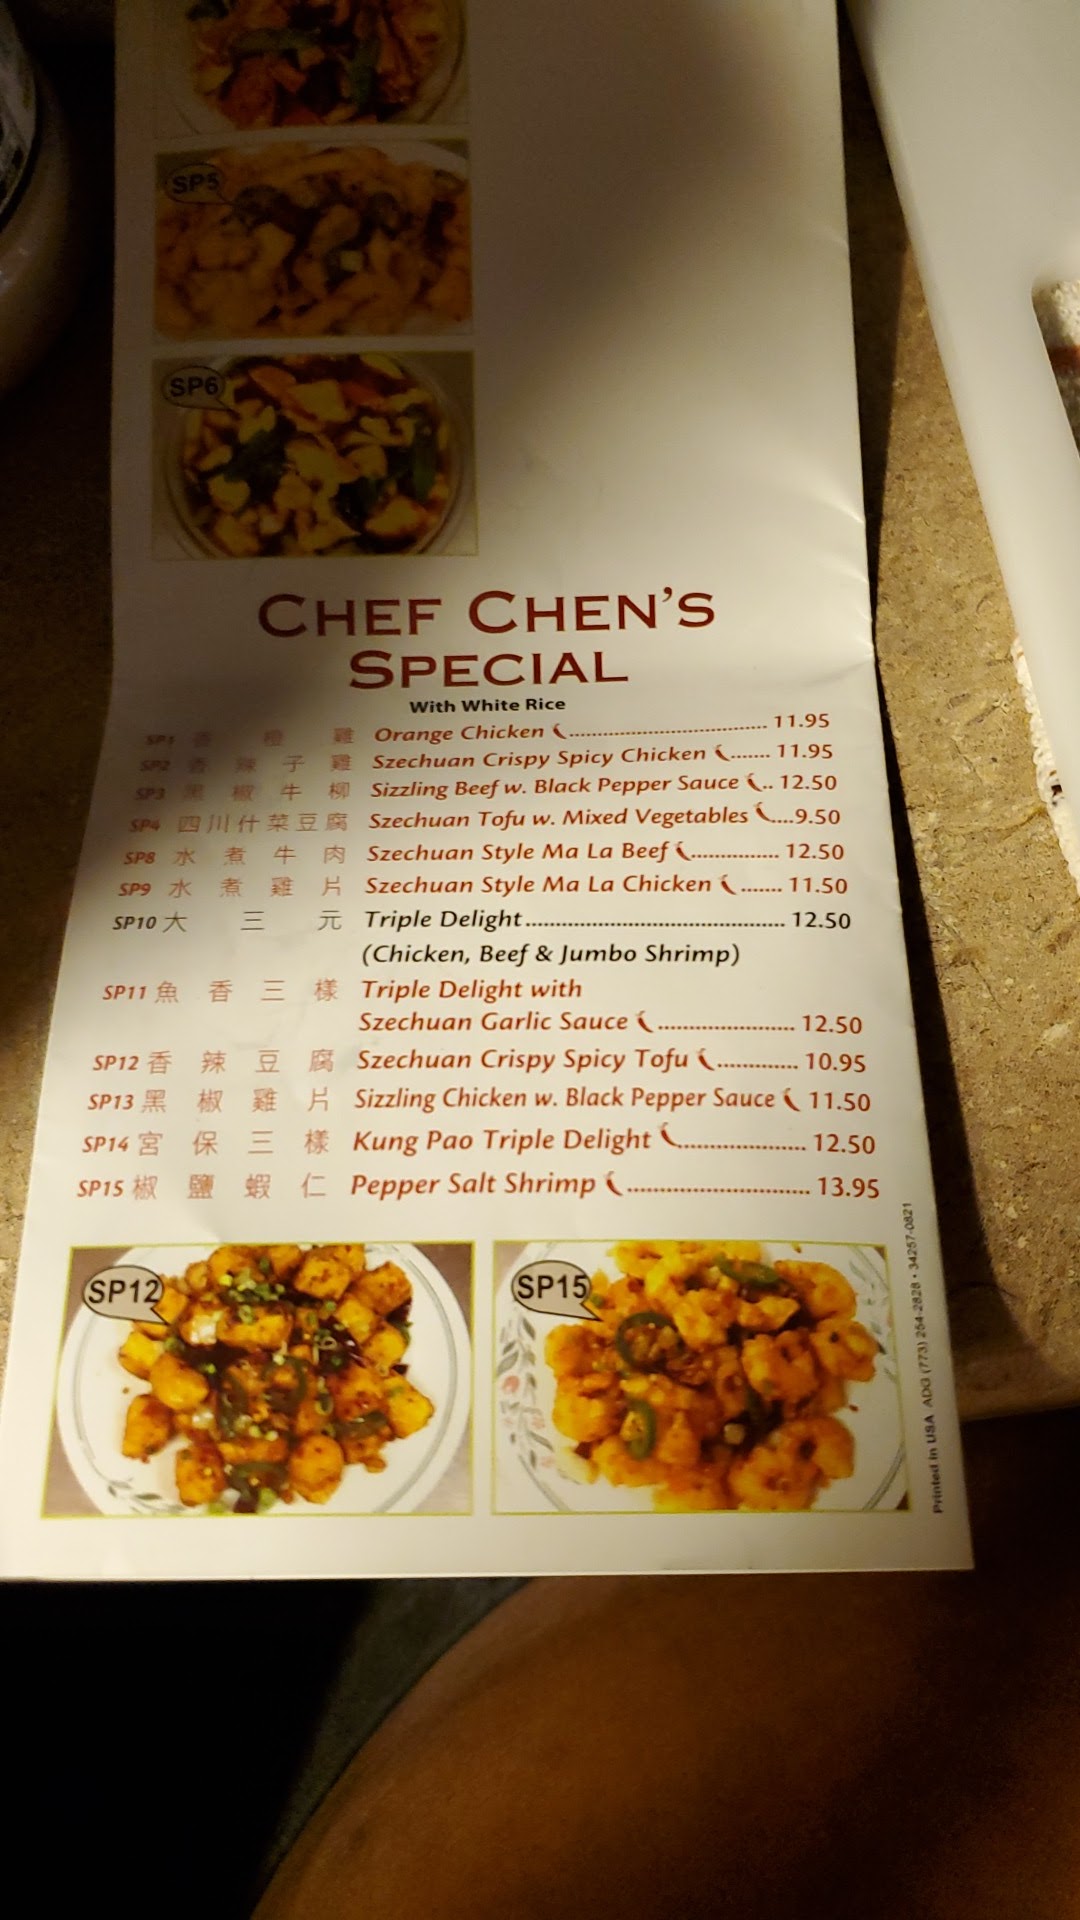 SP5
SP6
CHEF CHEN'S
SPECIAL
With White Rice
SP1 香橙雞 Orange Chicken 11.95
SP2 香辣子雞 Szechuan Crispy Spicy Chicken 11.95
SP3 黑椒牛柳 Sizzling Beef w. Black Pepper Sauce 12.50
SP4 四川什菜豆腐 Szechuan Tofu w. Mixed Vegetables 9.50
SP8 水煮牛肉 Szechuan Style Ma La Beef 12.50
SP9 水煮雞片 Szechuan Style Ma La Chicken 11.50
SP10 大三元 Triple Delight 12.50
(Chicken, Beef & Jumbo Shrimp)
SP11 魚香三樣 Triple Delight with
Szechuan Garlic Sauce 12.50
SP12 香辣豆腐 Szechuan Crispy Spicy Tofu 10.95
SP13 黑椒雞片 Sizzling Chicken w. Black Pepper Sauce 11.50
SP14 宮保三樣 Kung Pao Triple Delight 12.50
SP15 椒鹽蝦仁 Pepper Salt Shrimp 13.95
SP12
SP15
Printed in USA ADG (773) 254-2828 • 34257-0821